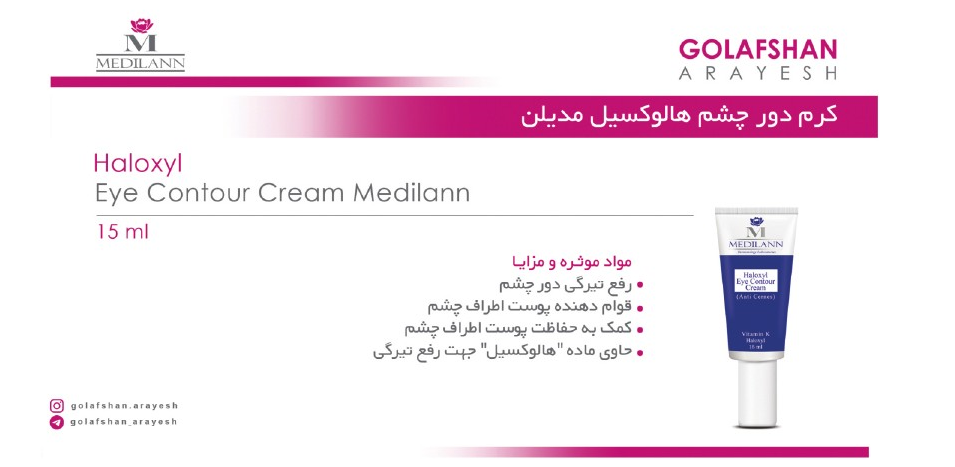 M
MEDILANN
GOLAFSHAN
ARAYESH
کرم دور چشم هالوکسیل مدیلن
Haloxyl
Eye Contour Cream Medilann
15 ml
مواد موثره و مزایا
• رفع تیرگی دور چشم
• قوام دهنده پوست اطراف چشم
• کمک به حفاظت پوست اطراف چشم
• حاوی ماده "هالوکسیل" جهت رفع تیرگی
M
MEDILANN
Haloxyl
Eye Contour
Cream
(Anti Cernes)
Vitamin K
Haloxyl
golafshan.arayesh
golafshan_arayesh